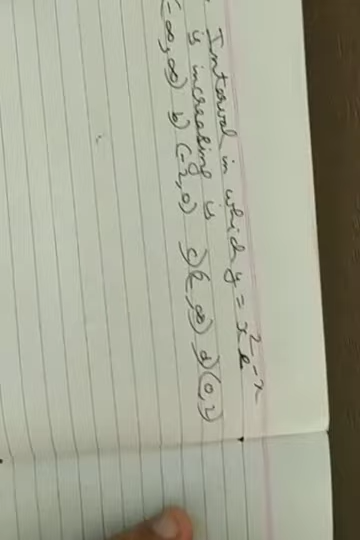 Interval in which y = x²e⁻ˣ
is increasing is
-∞, ∞) b) (-2, 0) c) (2, ∞) d) (0, 2)